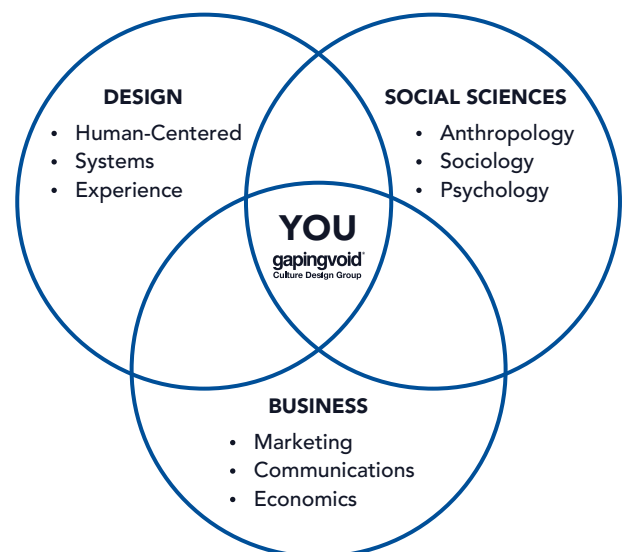 DESIGN
• Human-Centered
• Systems
• Experience
SOCIAL SCIENCES
• Anthropology
• Sociology
• Psychology
YOU
gapingvoid®
Culture Design Group
BUSINESS
• Marketing
• Communications
• Economics